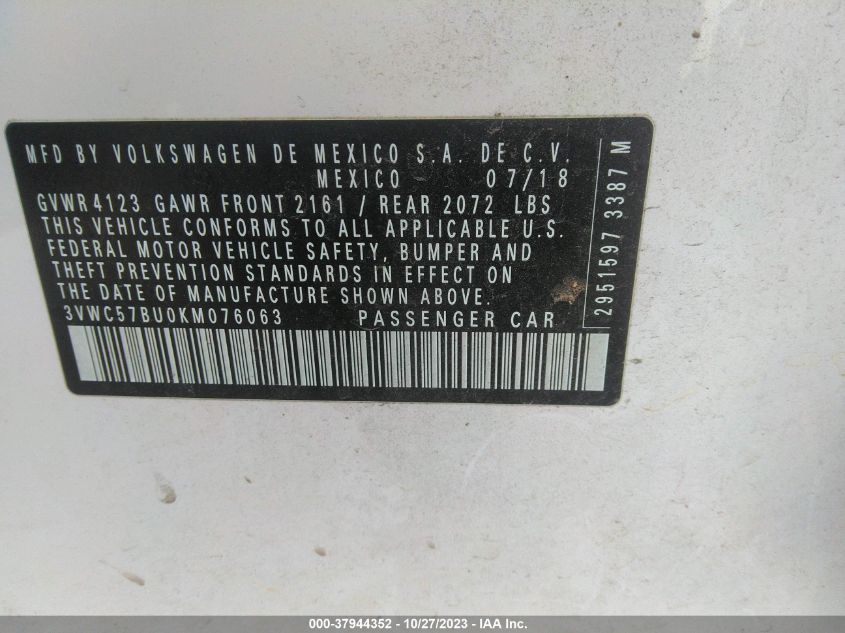 MFD BY VOLKSWAGEN DE MEXICO S.A. DE C.V.
MEXICO 07/18
GVWR 4123 GAWR FRONT 2161 / REAR 2072 LBS
THIS VEHICLE CONFORMS TO ALL APPLICABLE U.S.
FEDERAL MOTOR VEHICLE SAFETY, BUMPER AND
THEFT PREVENTION STANDARDS IN EFFECT ON
THE DATE OF MANUFACTURE SHOWN ABOVE.
3VWC57BU0KM076063 PASSENGER CAR
2951597 3387 M
000-37944352 - 10/27/2023 - IAA Inc.